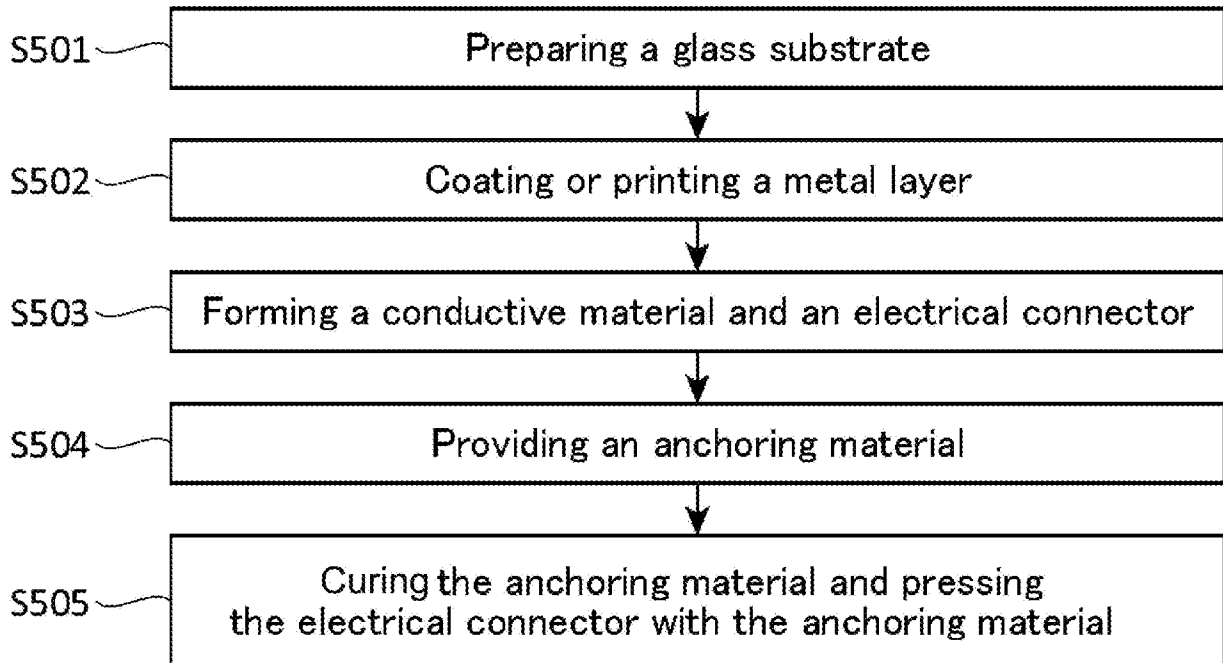 S501 Preparing a glass substrate
S502 Coating or printing a metal layer
S503 Forming a conductive material and an electrical connector
S504 Providing an anchoring material
S505 Curing the anchoring material and pressing
the electrical connector with the anchoring material